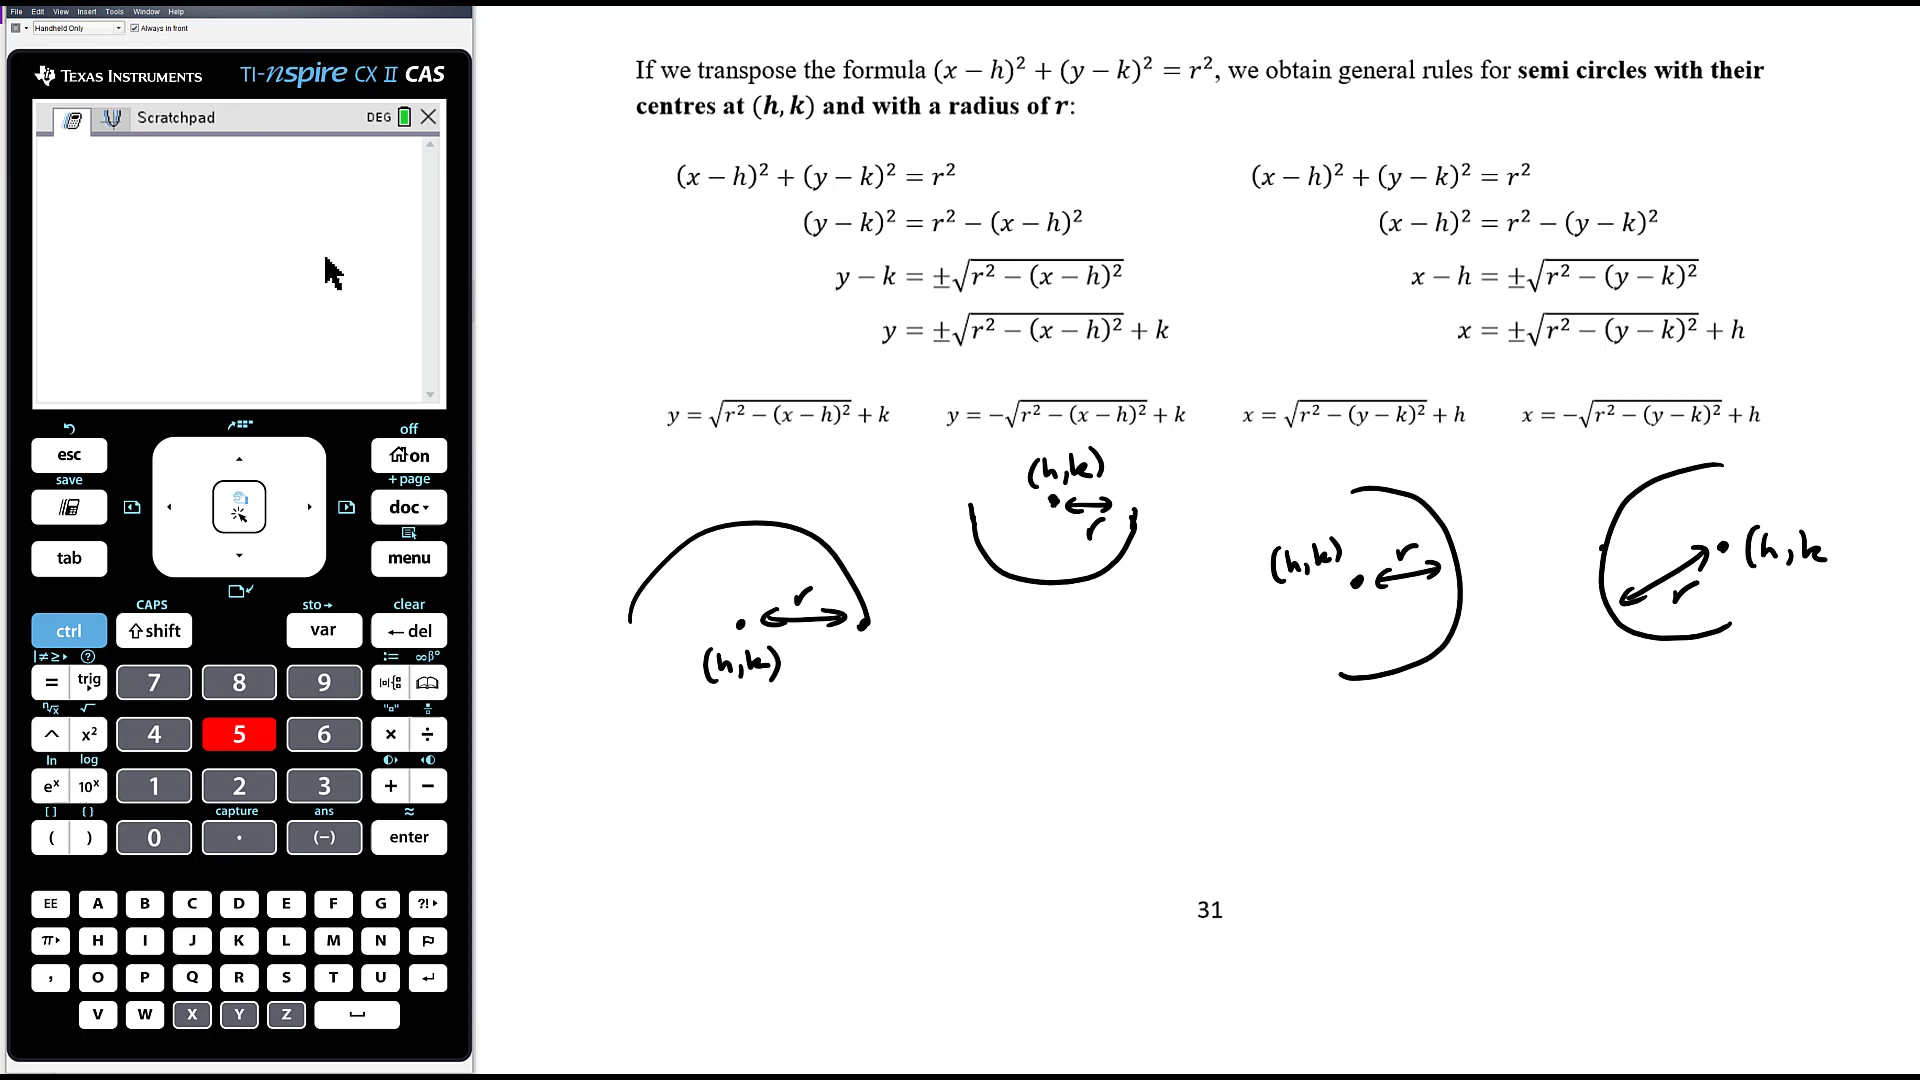 File Edit View Insert Tools Window Help
Handheld Only Always in front
TEXAS INSTRUMENTS TI-nspire CX II CAS
Scratchpad DEG
off
esc on
save + page
doc
tab menu
CAPS sto→ clear
ctrl ⇧shift var ←del
|≠≥▸ ? := ∞β°
= trig 7 8 9
ⁿ√x √ "▫"
^ x² 4 5 6 × ÷
ln log
eˣ 10ˣ 1 2 3 + −
[ ] { } capture ans ≈
( ) 0 . (−) enter
EE A B C D E F G ?!▸
π▸ H I J K L M N
, O P Q R S T U ↵
V W X Y Z
If we transpose the formula (x − h)² + (y − k)² = r², we obtain general rules for semi circles with their
centres at (h, k) and with a radius of r:
(x − h)² + (y − k)² = r² (x − h)² + (y − k)² = r²
(y − k)² = r² − (x − h)² (x − h)² = r² − (y − k)²
y − k = ±√(r² − (x − h)²) x − h = ±√(r² − (y − k)²)
y = ±√(r² − (x − h)²) + k x = ±√(r² − (y − k)²) + h
y = √(r² − (x − h)²) + k y = −√(r² − (x − h)²) + k x = √(r² − (y − k)²) + h x = −√(r² − (y − k)²) + h
(h,k)
r
(h,k)
r
(h,k) r
(h,k
r
31